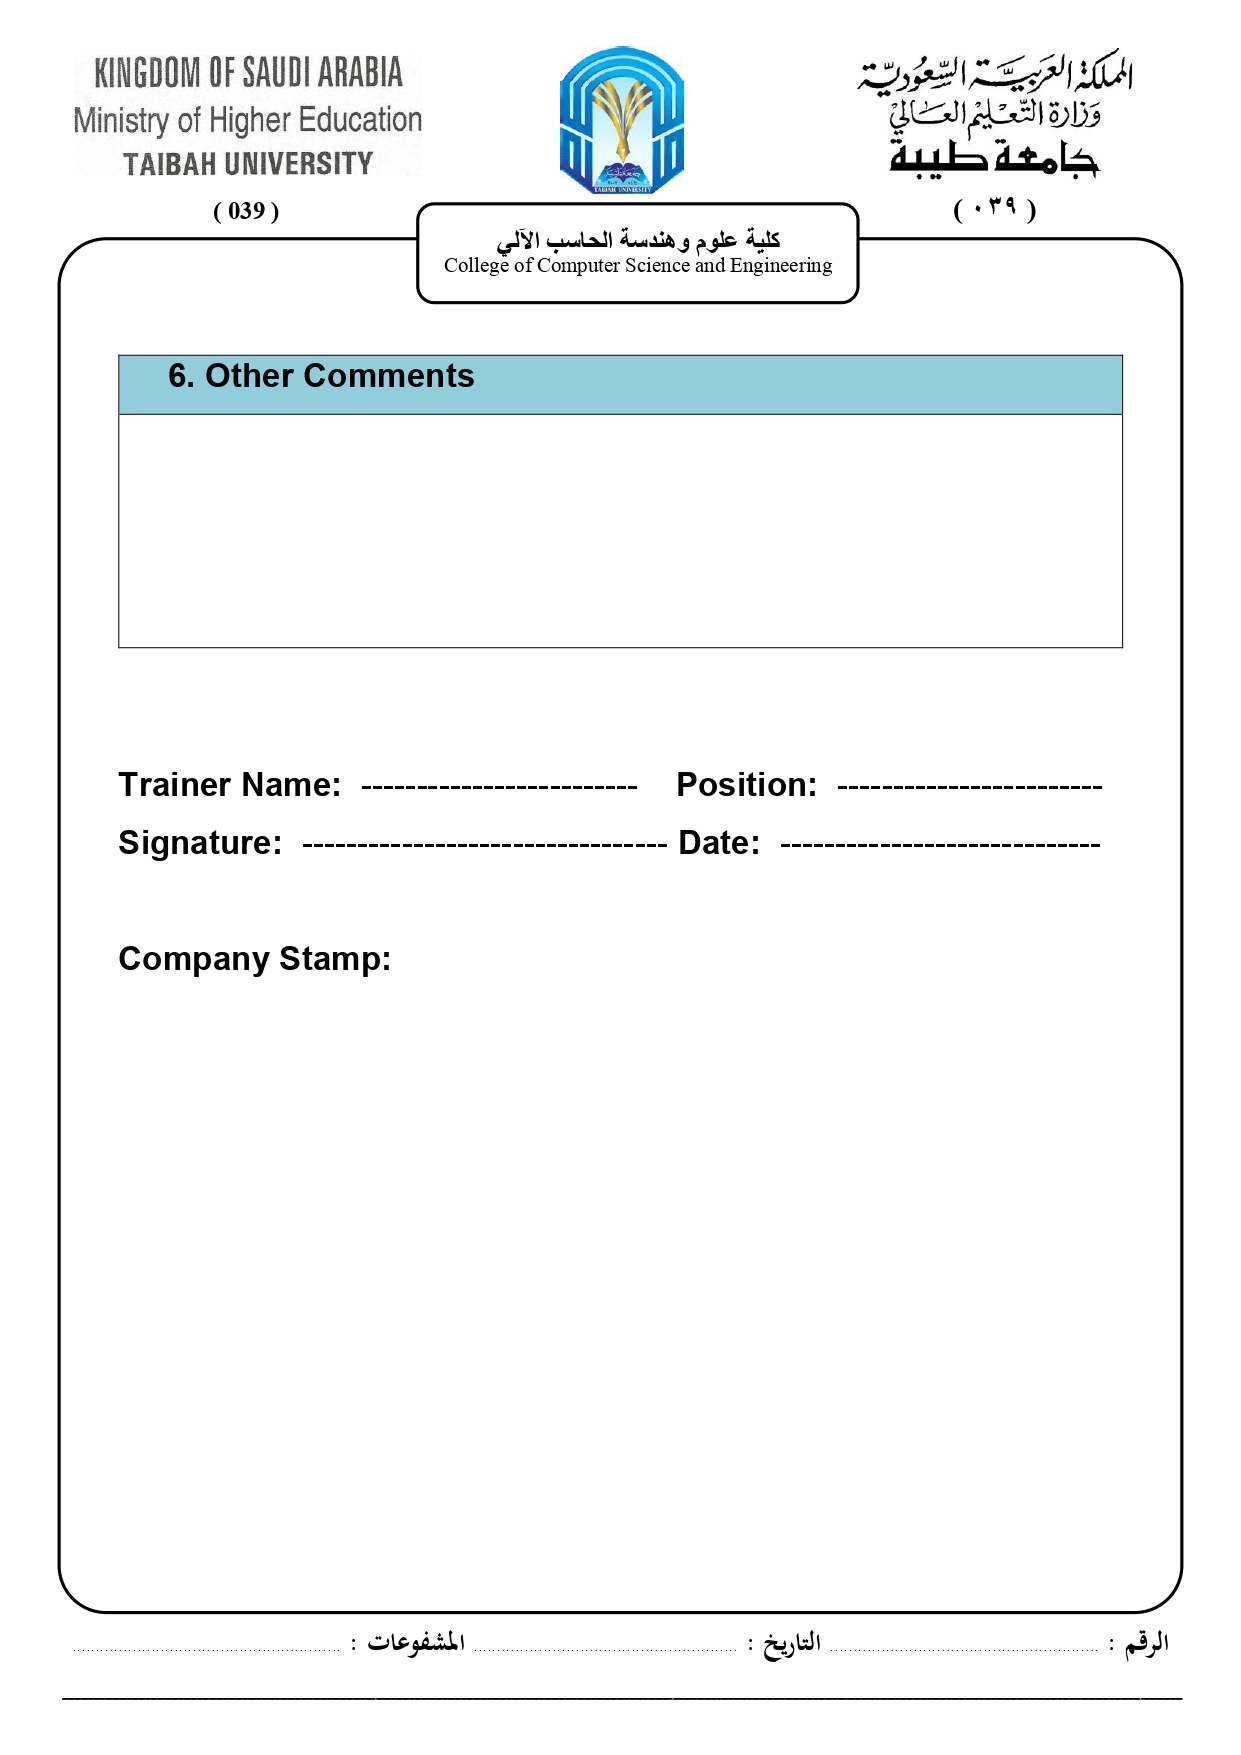 KINGDOM OF SAUDI ARABIA
Ministry of Higher Education
TAIBAH UNIVERSITY
( 039 )
TAIBAH UNIVERSITY
المملكة العربية السعودية
وزارة التعليم العالي
جامعة طيبة
( ٠٣٩ )
كلية علوم وهندسة الحاسب الآلي
College of Computer Science and Engineering
6. Other Comments
Trainer Name: ------------------------- Position: ------------------------
Signature: --------------------------------- Date: -----------------------------
Company Stamp:
الرقم : ........................................ التاريخ : ........................................ المشفوعات : ........................................